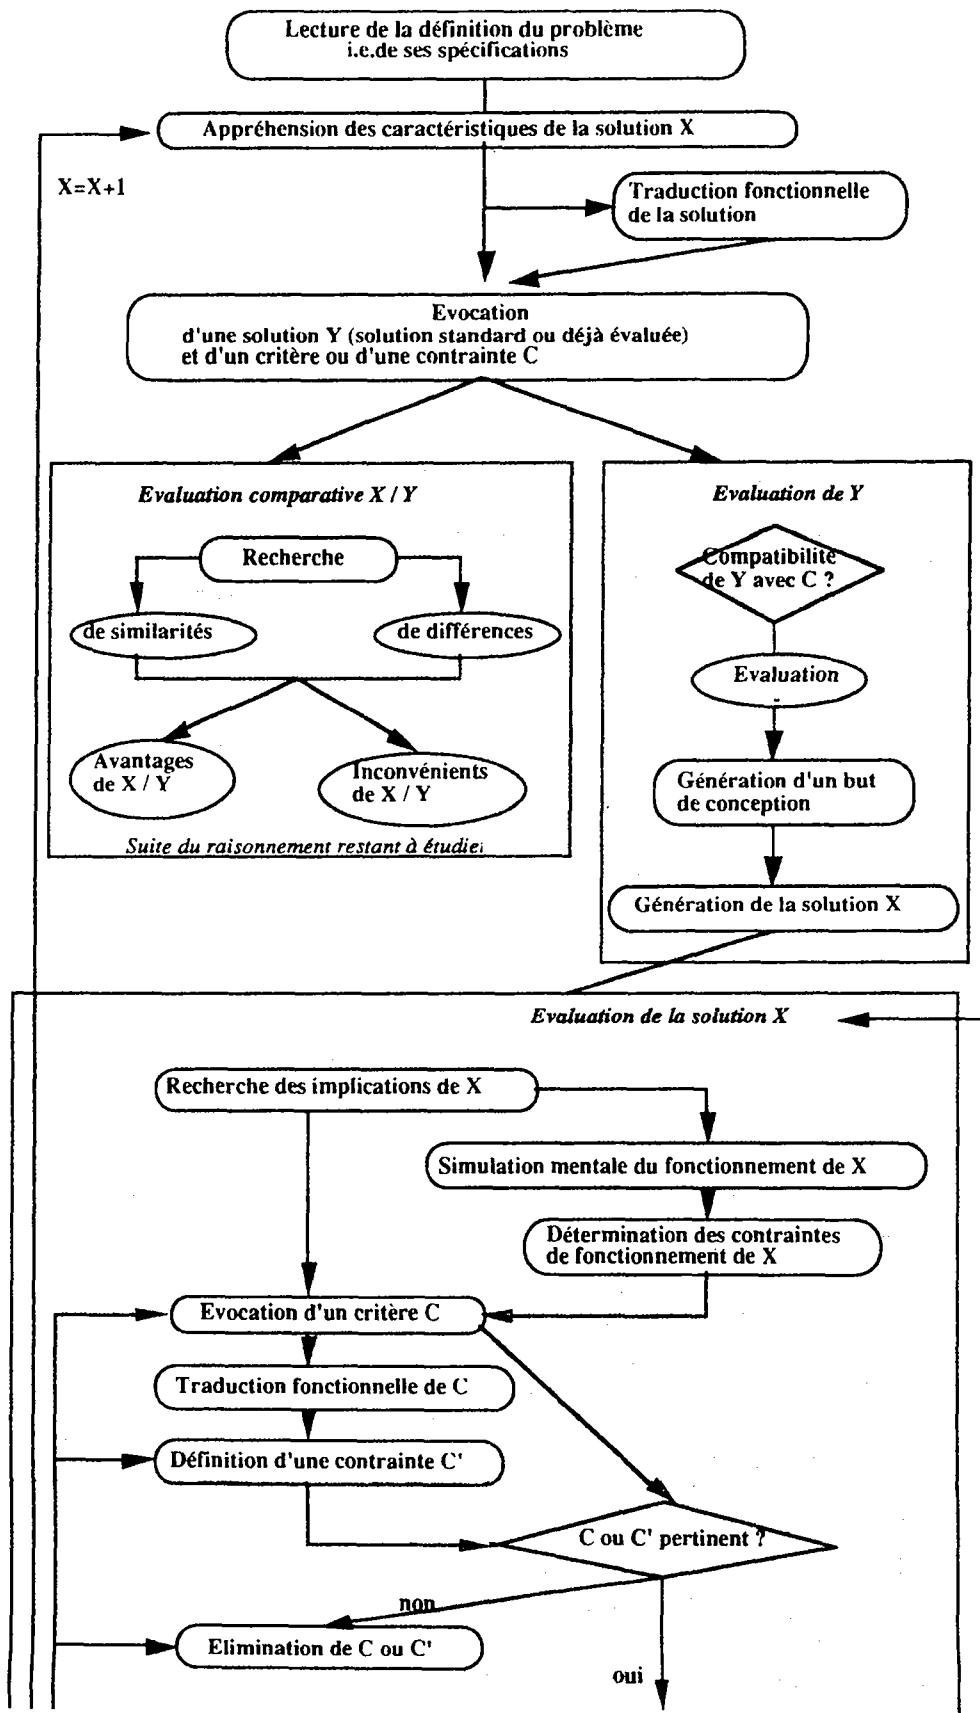 Lecture de la définition du problème
i.e.de ses spécifications
Appréhension des caractéristiques de la solution X
X=X+1
Traduction fonctionnelle
de la solution
Evocation
d'une solution Y (solution standard ou déjà évaluée)
et d'un critère ou d'une contrainte C
Evaluation comparative X / Y
Recherche
de similarités
de différences
Avantages
de X / Y
Inconvénients
de X / Y
Suite du raisonnement restant à étudier
Evaluation de Y
Compatibilité
de Y avec C ?
Evaluation
Génération d'un but
de conception
Génération de la solution X
Evaluation de la solution X
Recherche des implications de X
Simulation mentale du fonctionnement de X
Détermination des contraintes
de fonctionnement de X
Evocation d'un critère C
Traduction fonctionnelle de C
Définition d'une contrainte C'
C ou C' pertinent ?
non
Elimination de C ou C'
oui